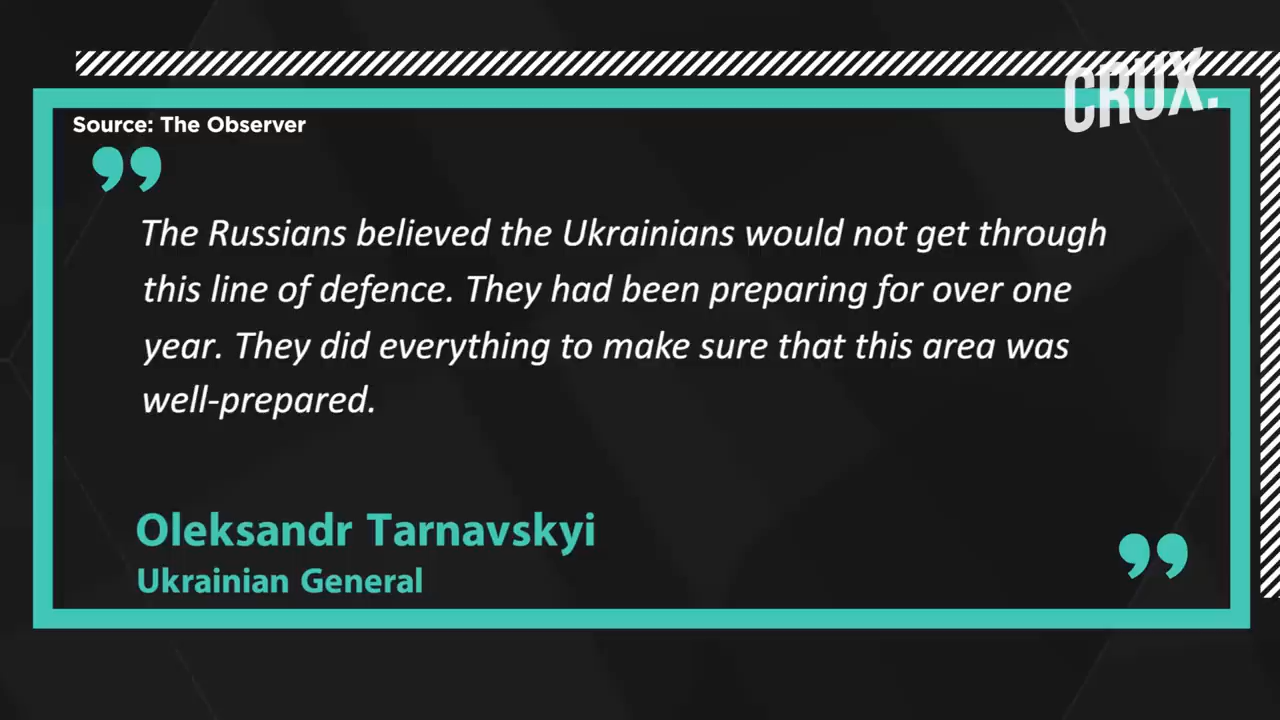 CRUX.
Source: The Observer
”
The Russians believed the Ukrainians would not get through
this line of defence. They had been preparing for over one
year. They did everything to make sure that this area was
well-prepared.
Oleksandr Tarnavskyi
Ukrainian General
”